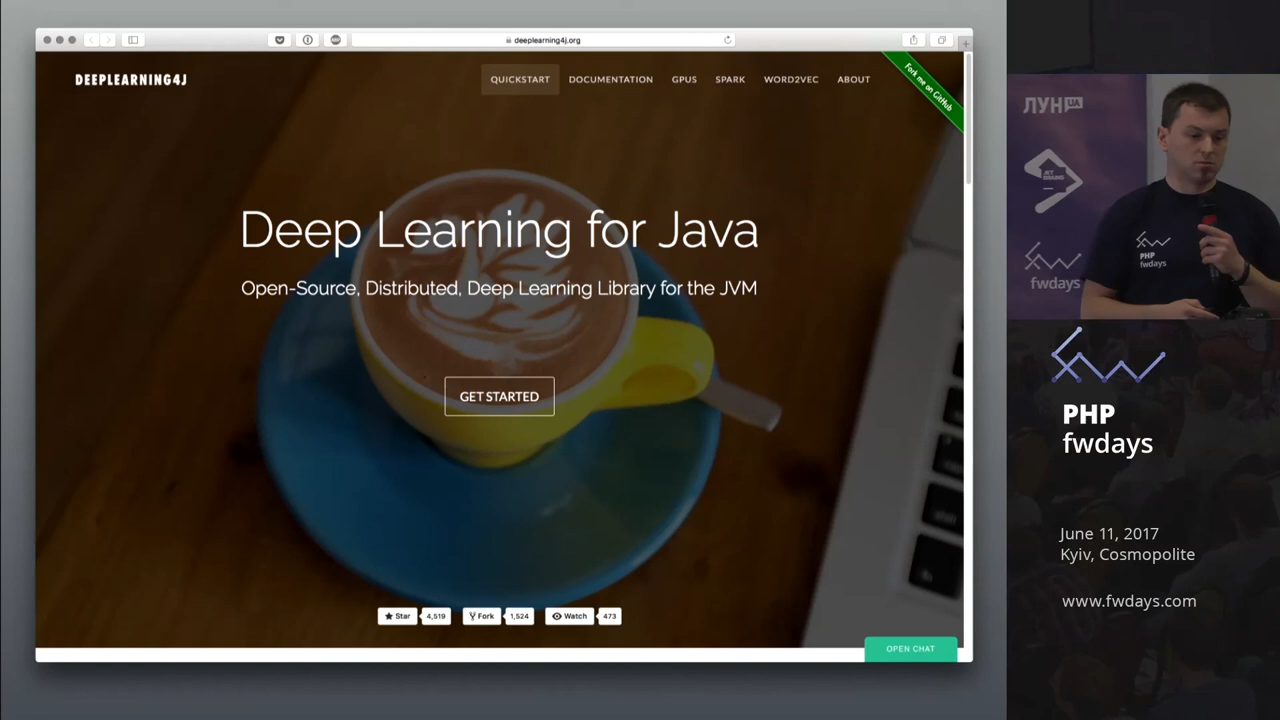 deeplearning4j.org
DEEPLEARNING4J
QUICKSTART
DOCUMENTATION
GPUS
SPARK
WORD2VEC
ABOUT
Fork me on GitHub
Deep Learning for Java
Open-Source, Distributed, Deep Learning Library for the JVM
GET STARTED
Star
4,519
Fork
1,524
Watch
473
OPEN CHAT
ЛУН UA
JET
BRAINS
fwdays
PHP
fwdays
PHP
fwdays
June 11, 2017
Kyiv, Cosmopolite
www.fwdays.com